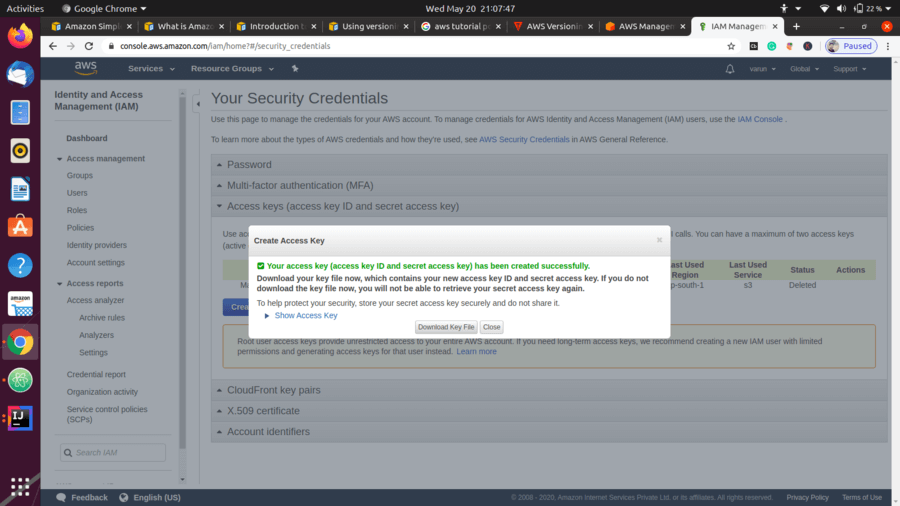 Activities
Google Chrome
Wed May 20 21:07:47
22 %
Amazon Simpl
What is Amaz
Introduction t
Using versioni
aws tutorial p
AWS Versionin
AWS Manage
IAM Managem
console.aws.amazon.com/iam/home?#/security_credentials
Paused
aws
Services
Resource Groups
varun
Global
Support
Identity and Access
Management (IAM)
Dashboard
Access management
Groups
Users
Roles
Policies
Identity providers
Account settings
Access reports
Access analyzer
Archive rules
Analyzers
Settings
Credential report
Organization activity
Service control policies
(SCPs)
Search IAM
Your Security Credentials
Use this page to manage the credentials for your AWS account. To manage credentials for AWS Identity and Access Management (IAM) users, use the IAM Console .
To learn more about the types of AWS credentials and how they're used, see AWS Security Credentials in AWS General Reference.
Password
Multi-factor authentication (MFA)
Access keys (access key ID and secret access key)
Use acc
I calls. You can have a maximum of two access keys
(active
Last Used
Region
Last Used
Service
Status
Actions
Ma
p-south-1
s3
Deleted
Crea
Create Access Key
Your access key (access key ID and secret access key) has been created successfully.
Download your key file now, which contains your new access key ID and secret access key. If you do not
download the key file now, you will not be able to retrieve your secret access key again.
To help protect your security, store your secret access key securely and do not share it.
Show Access Key
Download Key File
Close
Root user access keys provide unrestricted access to your entire AWS account. If you need long-term access keys, we recommend creating a new IAM user with limited
permissions and generating access keys for that user instead. Learn more
CloudFront key pairs
X.509 certificate
Account identifiers
Feedback
English (US)
© 2008 - 2020, Amazon Internet Services Private Ltd. or its affiliates. All rights reserved.
Privacy Policy
Terms of Use